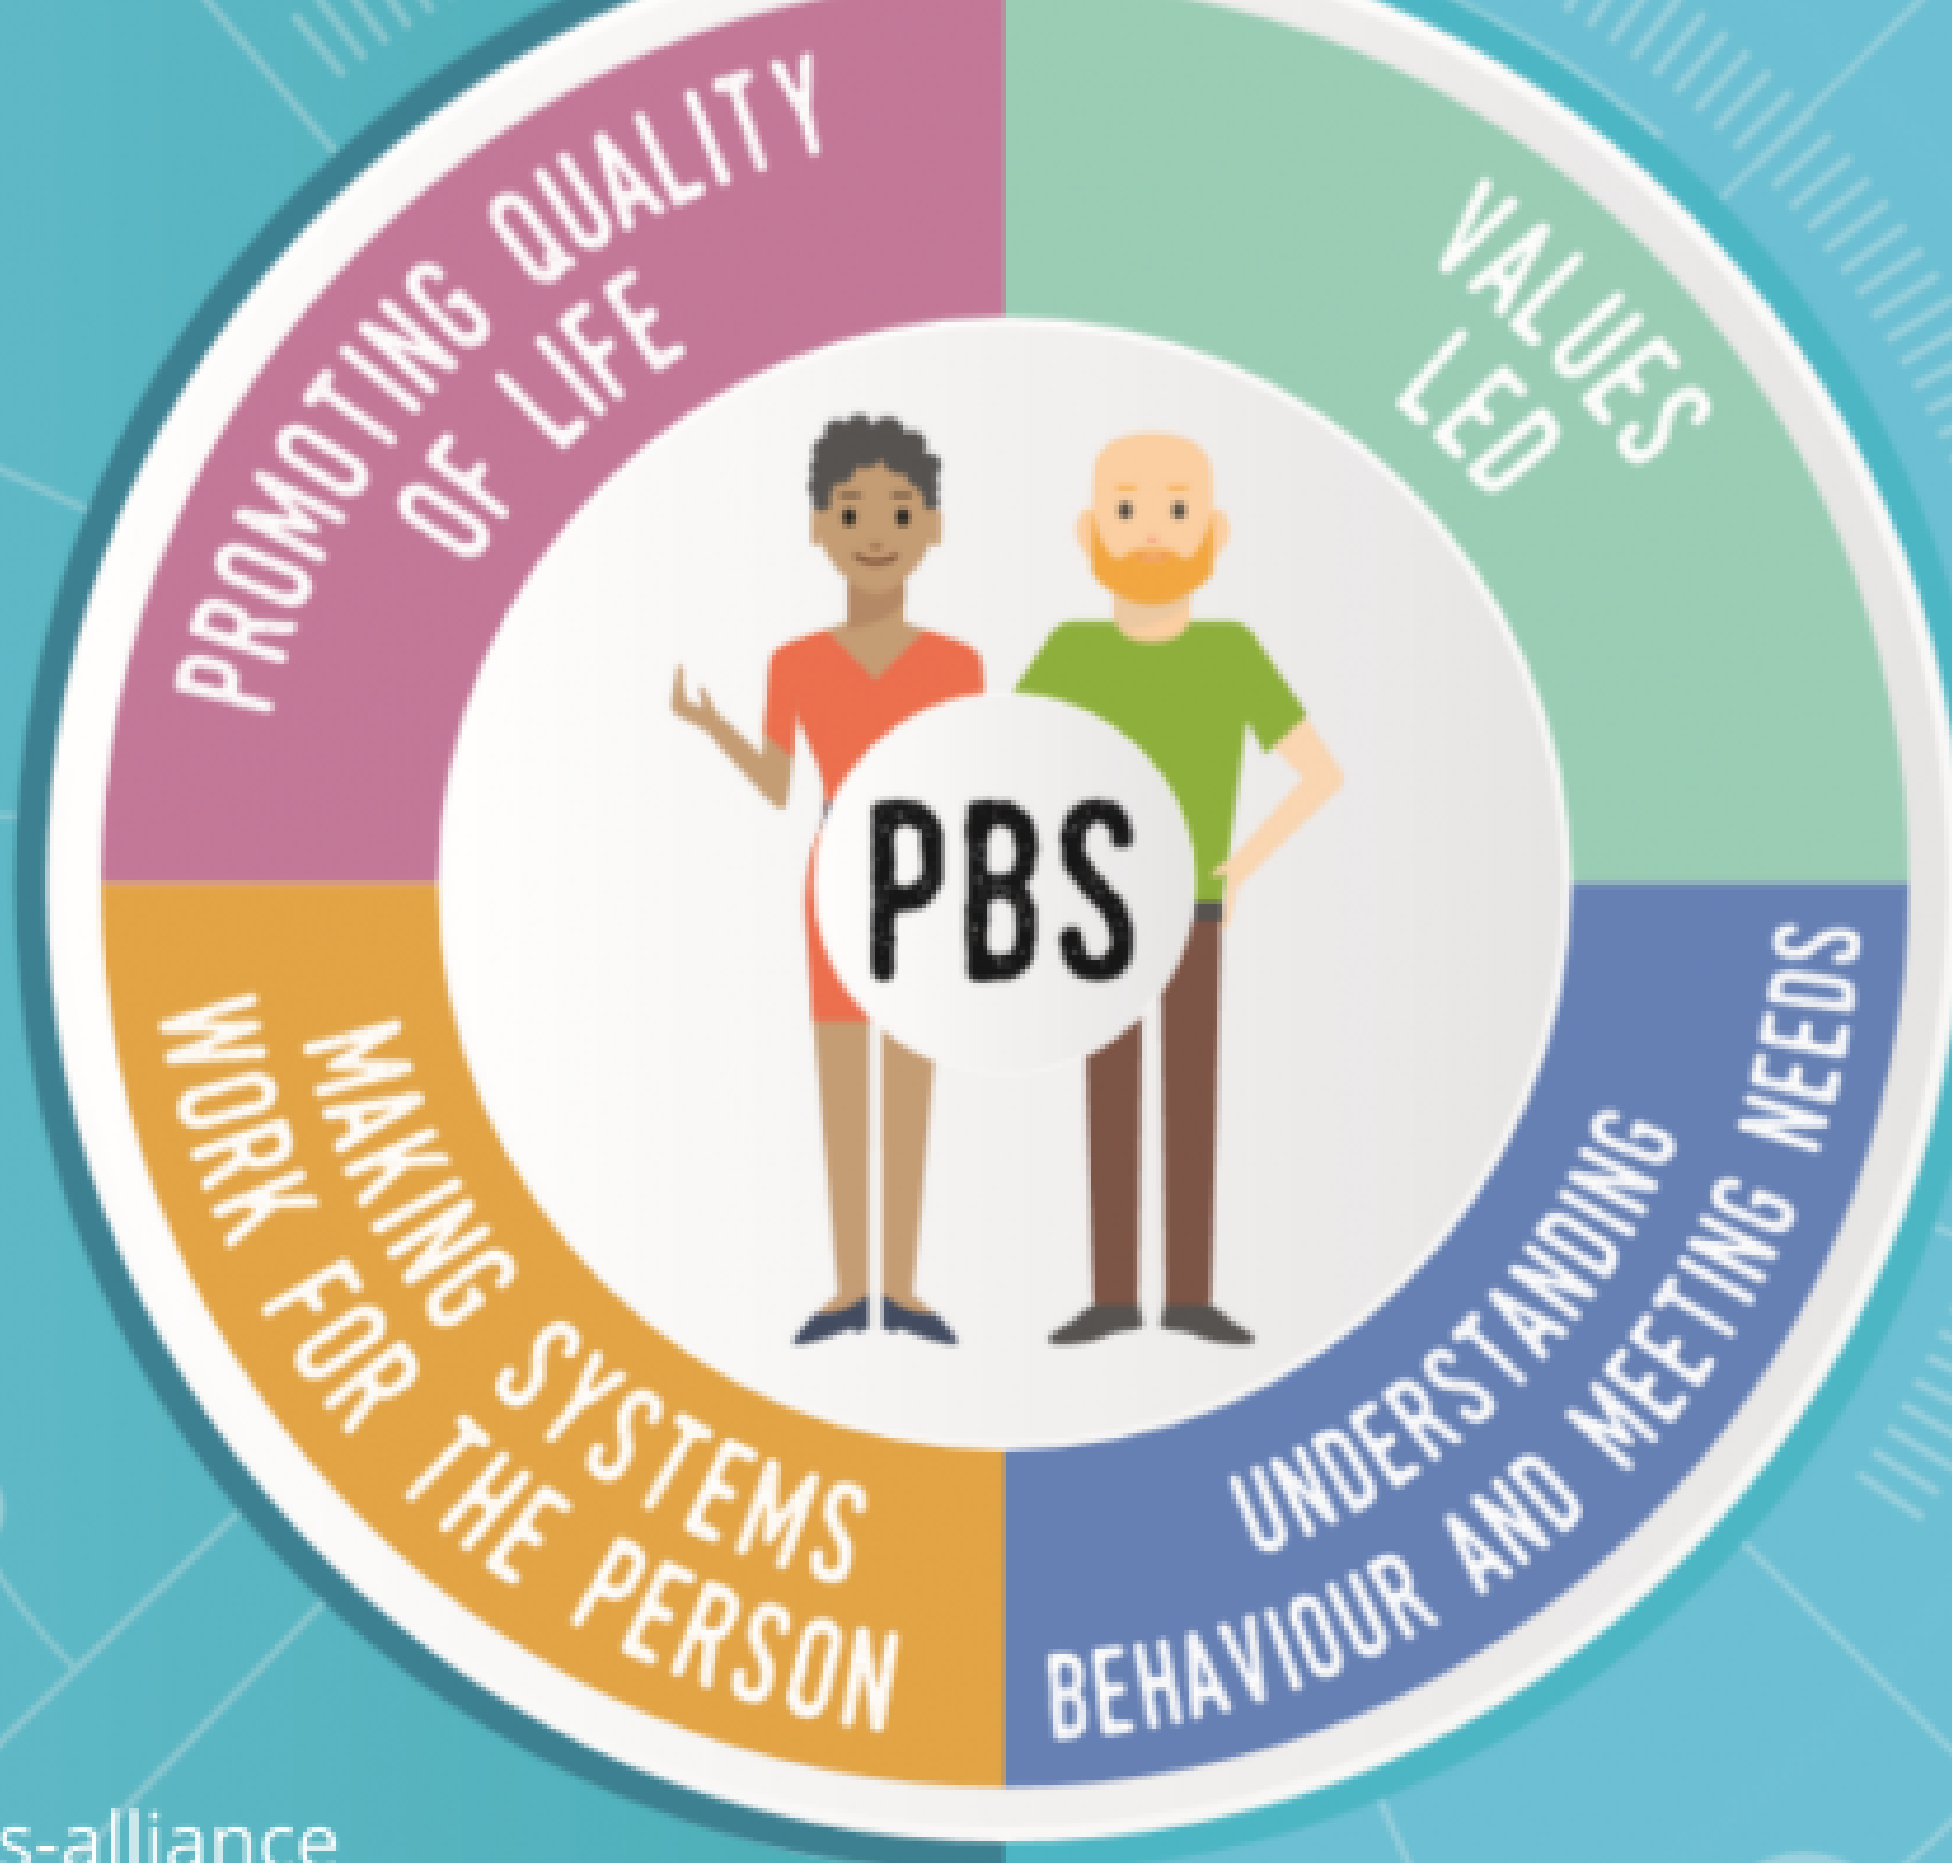 PROMOTING QUALITY
OF LIFE
VALUES
LED
PBS
MAKING SYSTEMS
WORK FOR THE PERSON
UNDERSTANDING
BEHAVIOUR AND MEETING NEEDS
s-alliance